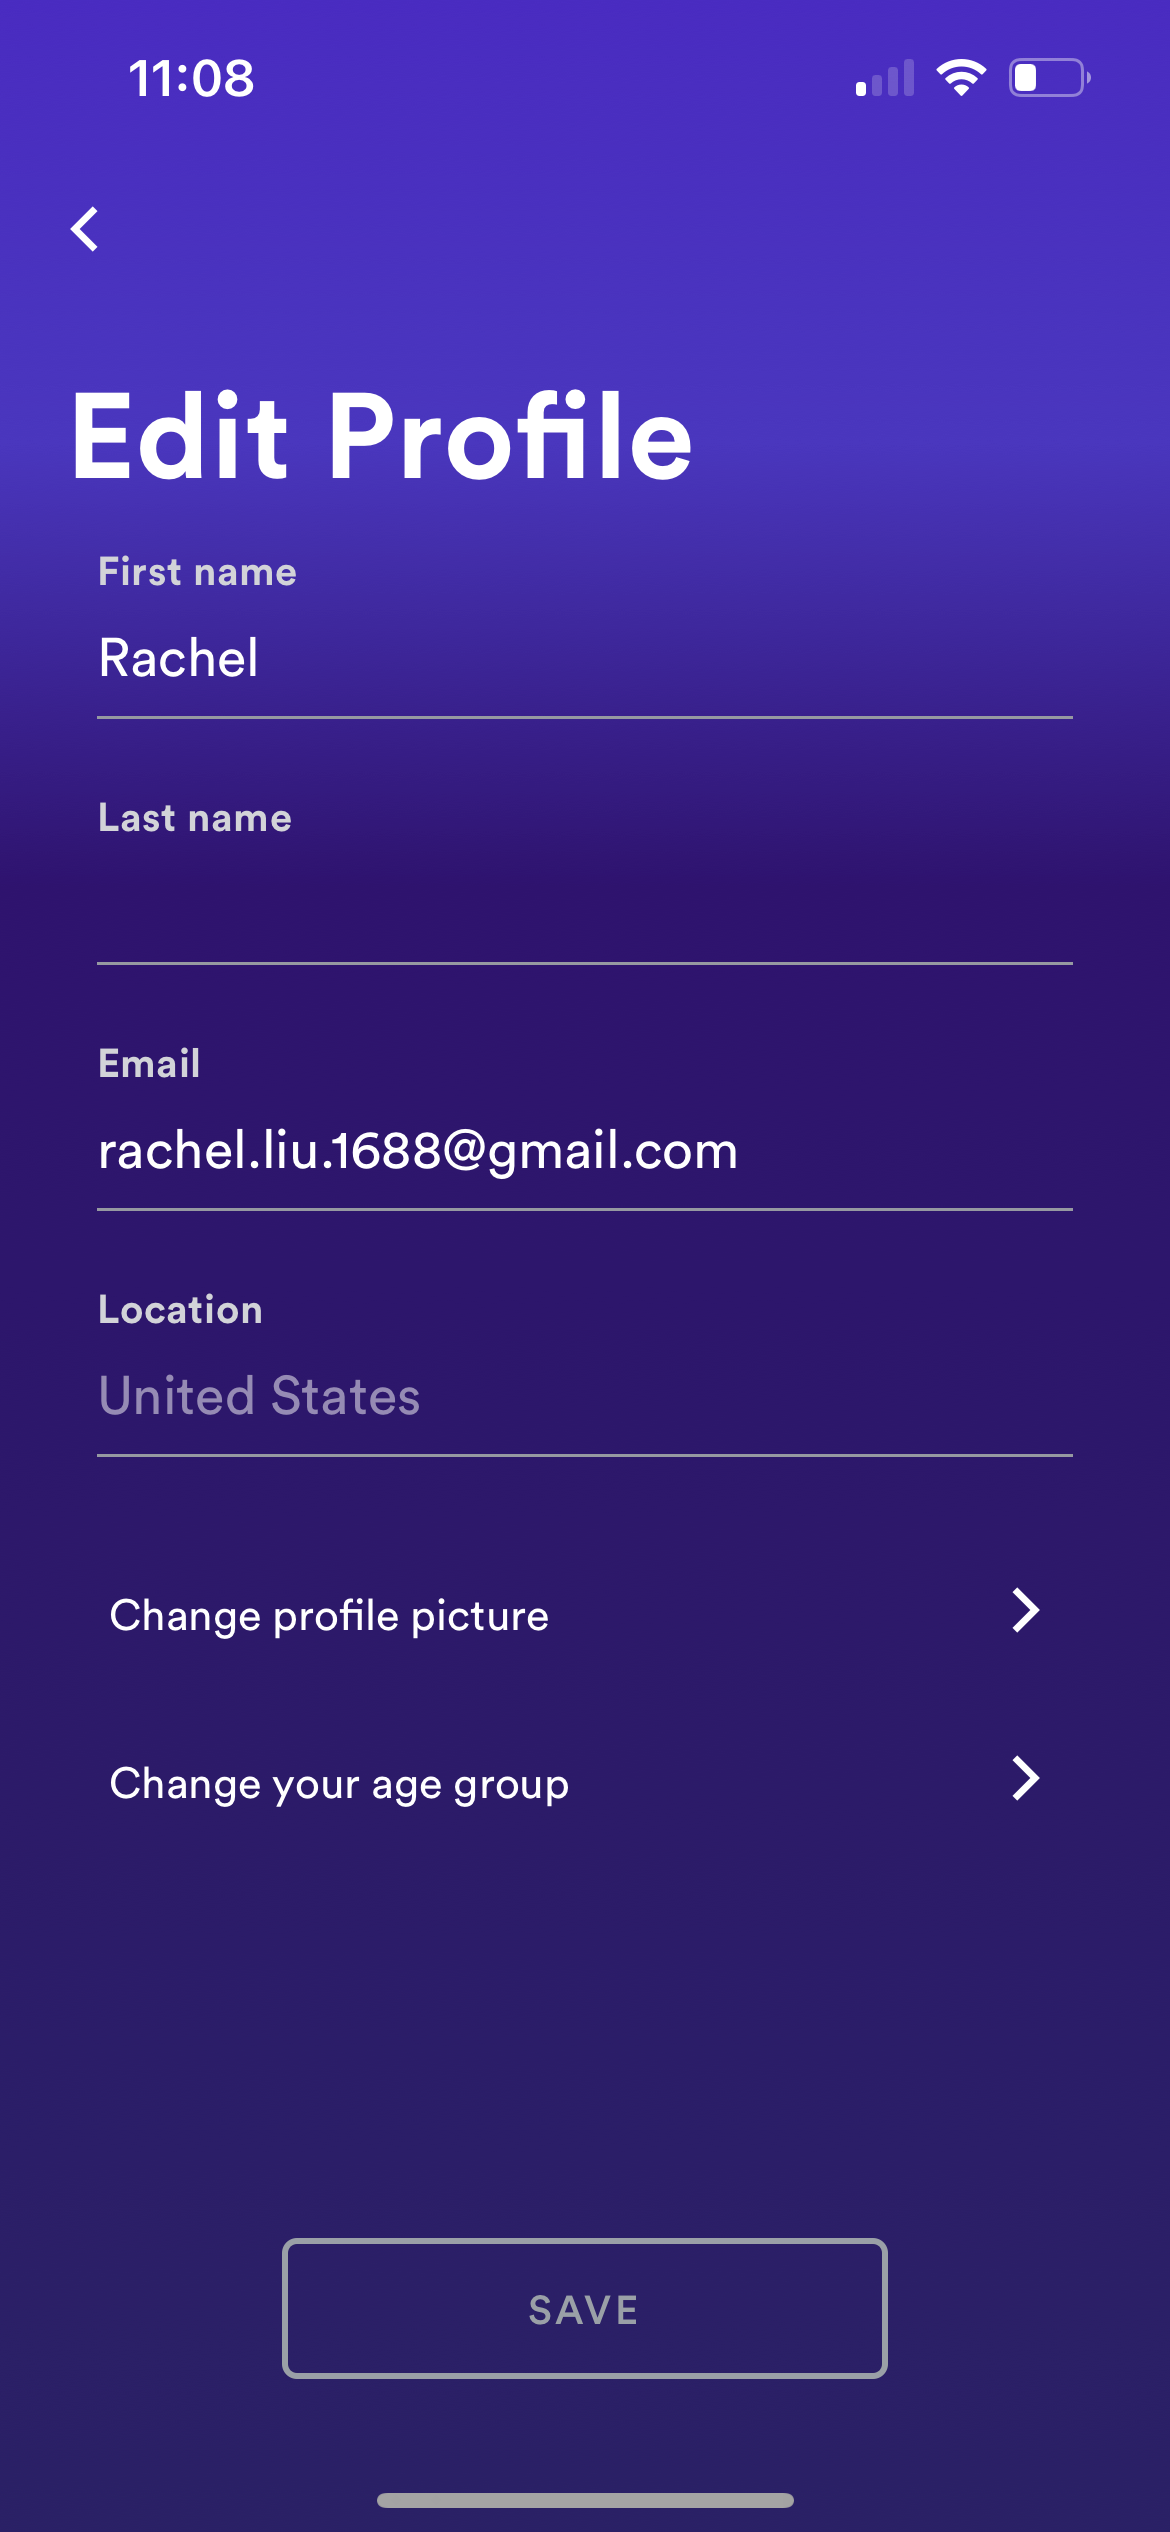 11:08
Edit Profile
First name
Rachel
Last name
Email
rachel.liu.1688@gmail.com
Location
United States
Change profile picture
Change your age group
SAVE